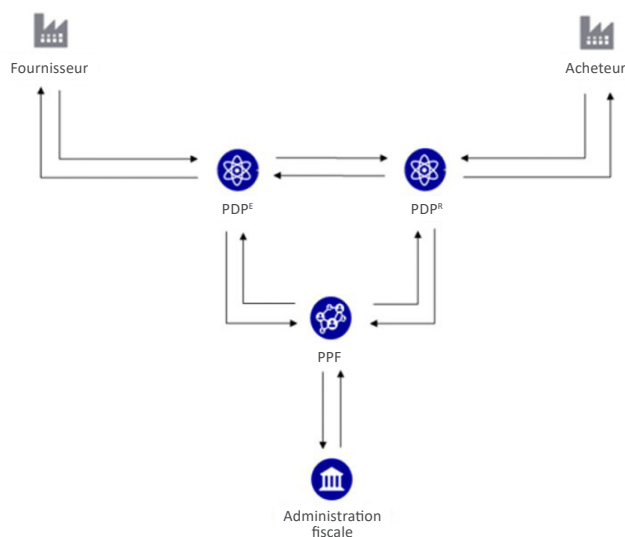 Fournisseur
Acheteur
PDPᴱ
PDPᴿ
PPF
Administration
fiscale